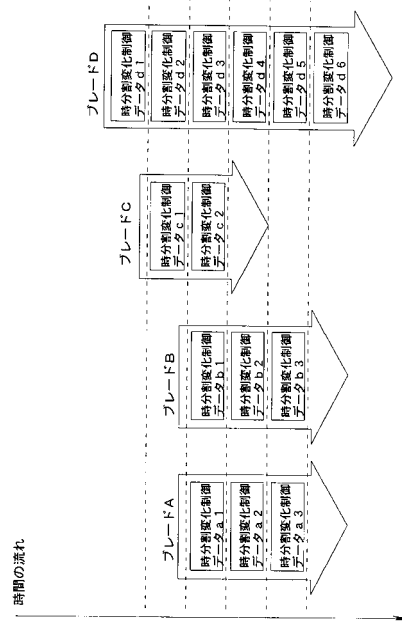 時間の流れ
ブレードA
時分割変化制御
データa1
時分割変化制御
データa2
時分割変化制御
データa3
ブレードB
時分割変化制御
データb1
時分割変化制御
データb2
時分割変化制御
データb3
ブレードC
時分割変化制御
データc1
時分割変化制御
データc2
ブレードD
時分割変化制御
データd1
時分割変化制御
データd2
時分割変化制御
データd3
時分割変化制御
データd4
時分割変化制御
データd5
時分割変化制御
データd6